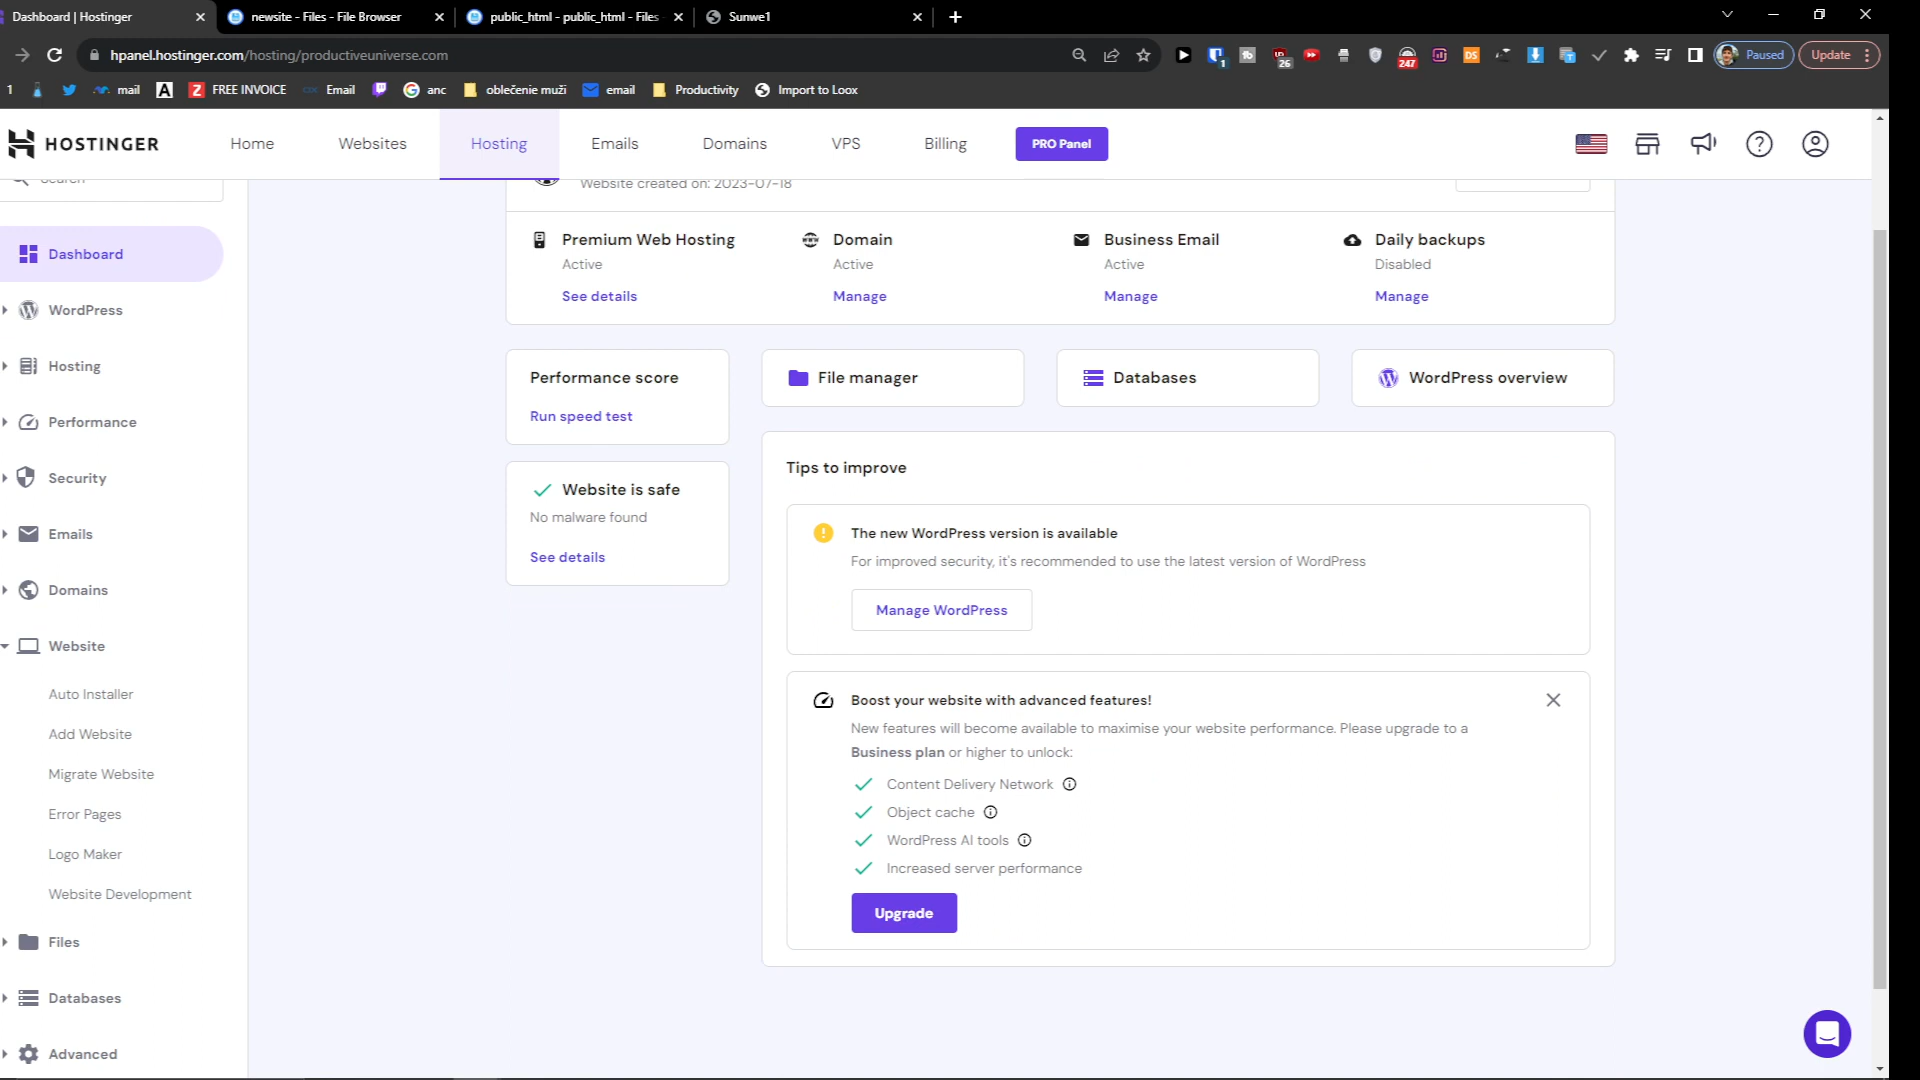 Dashboard | Hostinger
newsite - Files - File Browser
public_html - public_html - Files
Sunwe1
hpanel.hostinger.com/hosting/productiveuniverse.com
1
26
247
DS
Paused
Update
1
mail
A
Z FREE INVOICE
Email
anc
oblečenie muži
email
Productivity
Import to Loox
HOSTINGER
Home
Websites
Hosting
Emails
Domains
VPS
Billing
PRO Panel
Search
Website created on: 2023-07-18
Dashboard
WordPress
Hosting
Performance
Security
Emails
Domains
Website
Auto Installer
Add Website
Migrate Website
Error Pages
Logo Maker
Website Development
Files
Databases
Advanced
Premium Web Hosting
Active
See details
Domain
Active
Manage
Business Email
Active
Manage
Daily backups
Disabled
Manage
Performance score
Run speed test
File manager
Databases
WordPress overview
Website is safe
No malware found
See details
Tips to improve
The new WordPress version is available
For improved security, it's recommended to use the latest version of WordPress
Manage WordPress
Boost your website with advanced features!
New features will become available to maximise your website performance. Please upgrade to a
Business plan or higher to unlock:
Content Delivery Network
Object cache
WordPress AI tools
Increased server performance
Upgrade